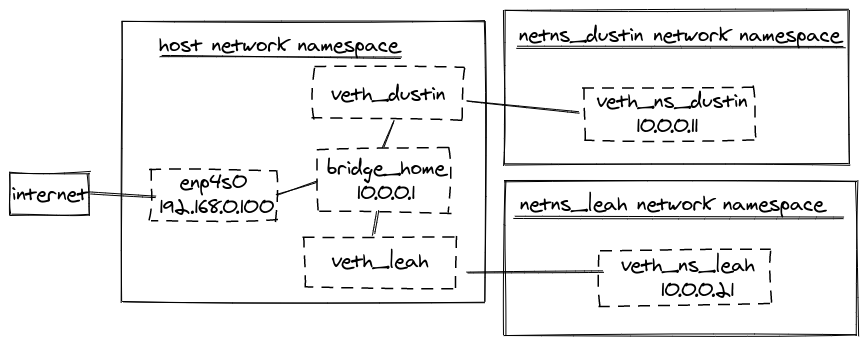 host network namespace
veth_dustin
bridge_home
10.0.0.1
enp4s0
192.168.0.100
internet
veth_leah
netns_dustin network namespace
veth_ns_dustin
10.0.0.11
netns_leah network namespace
veth_ns_leah
10.0.0.21